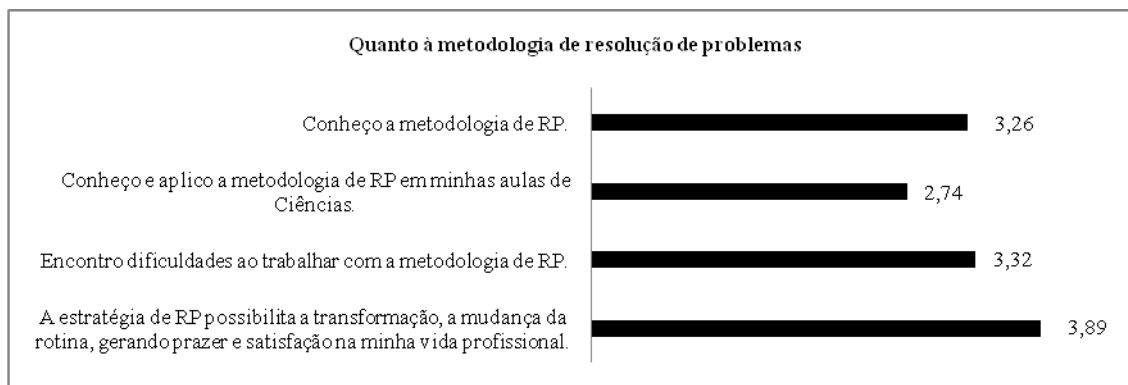 Quanto à metodologia de resolução de problemas
Conheço a metodologia de RP.
3,26
Conheço e aplico a metodologia de RP em minhas aulas de
Ciências.
2,74
Encontro dificuldades ao trabalhar com a metodologia de RP.
3,32
A estratégia de RP possibilita a transformação, a mudança da
rotina, gerando prazer e satisfação na minha vida profissional.
3,89